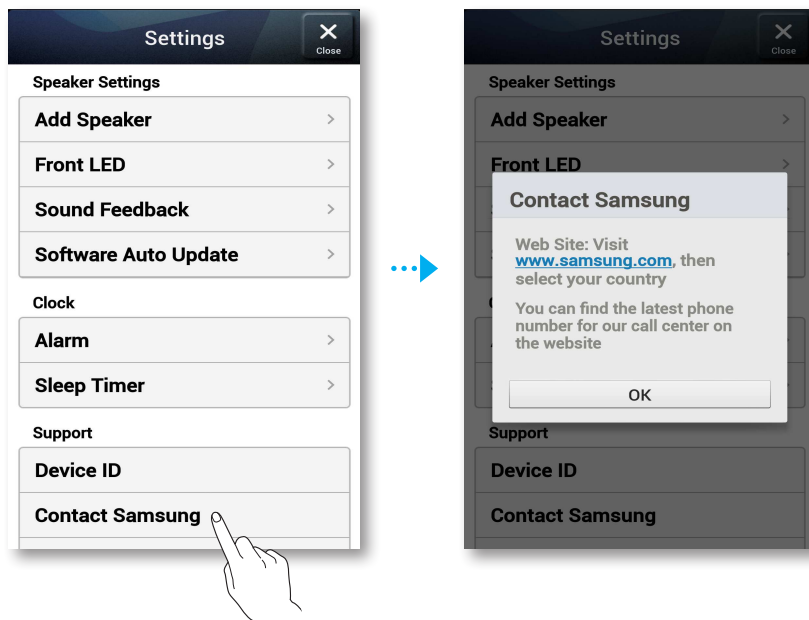 Settings
Close
Speaker Settings
Add Speaker
Front LED
Sound Feedback
Software Auto Update
Clock
Alarm
Sleep Timer
Support
Device ID
Contact Samsung
Settings
Close
Speaker Settings
Add Speaker
Front LED
Contact Samsung
Web Site: Visit
www.samsung.com, then
select your country
You can find the latest phone
number for our call center on
the website
OK
Support
Device ID
Contact Samsung